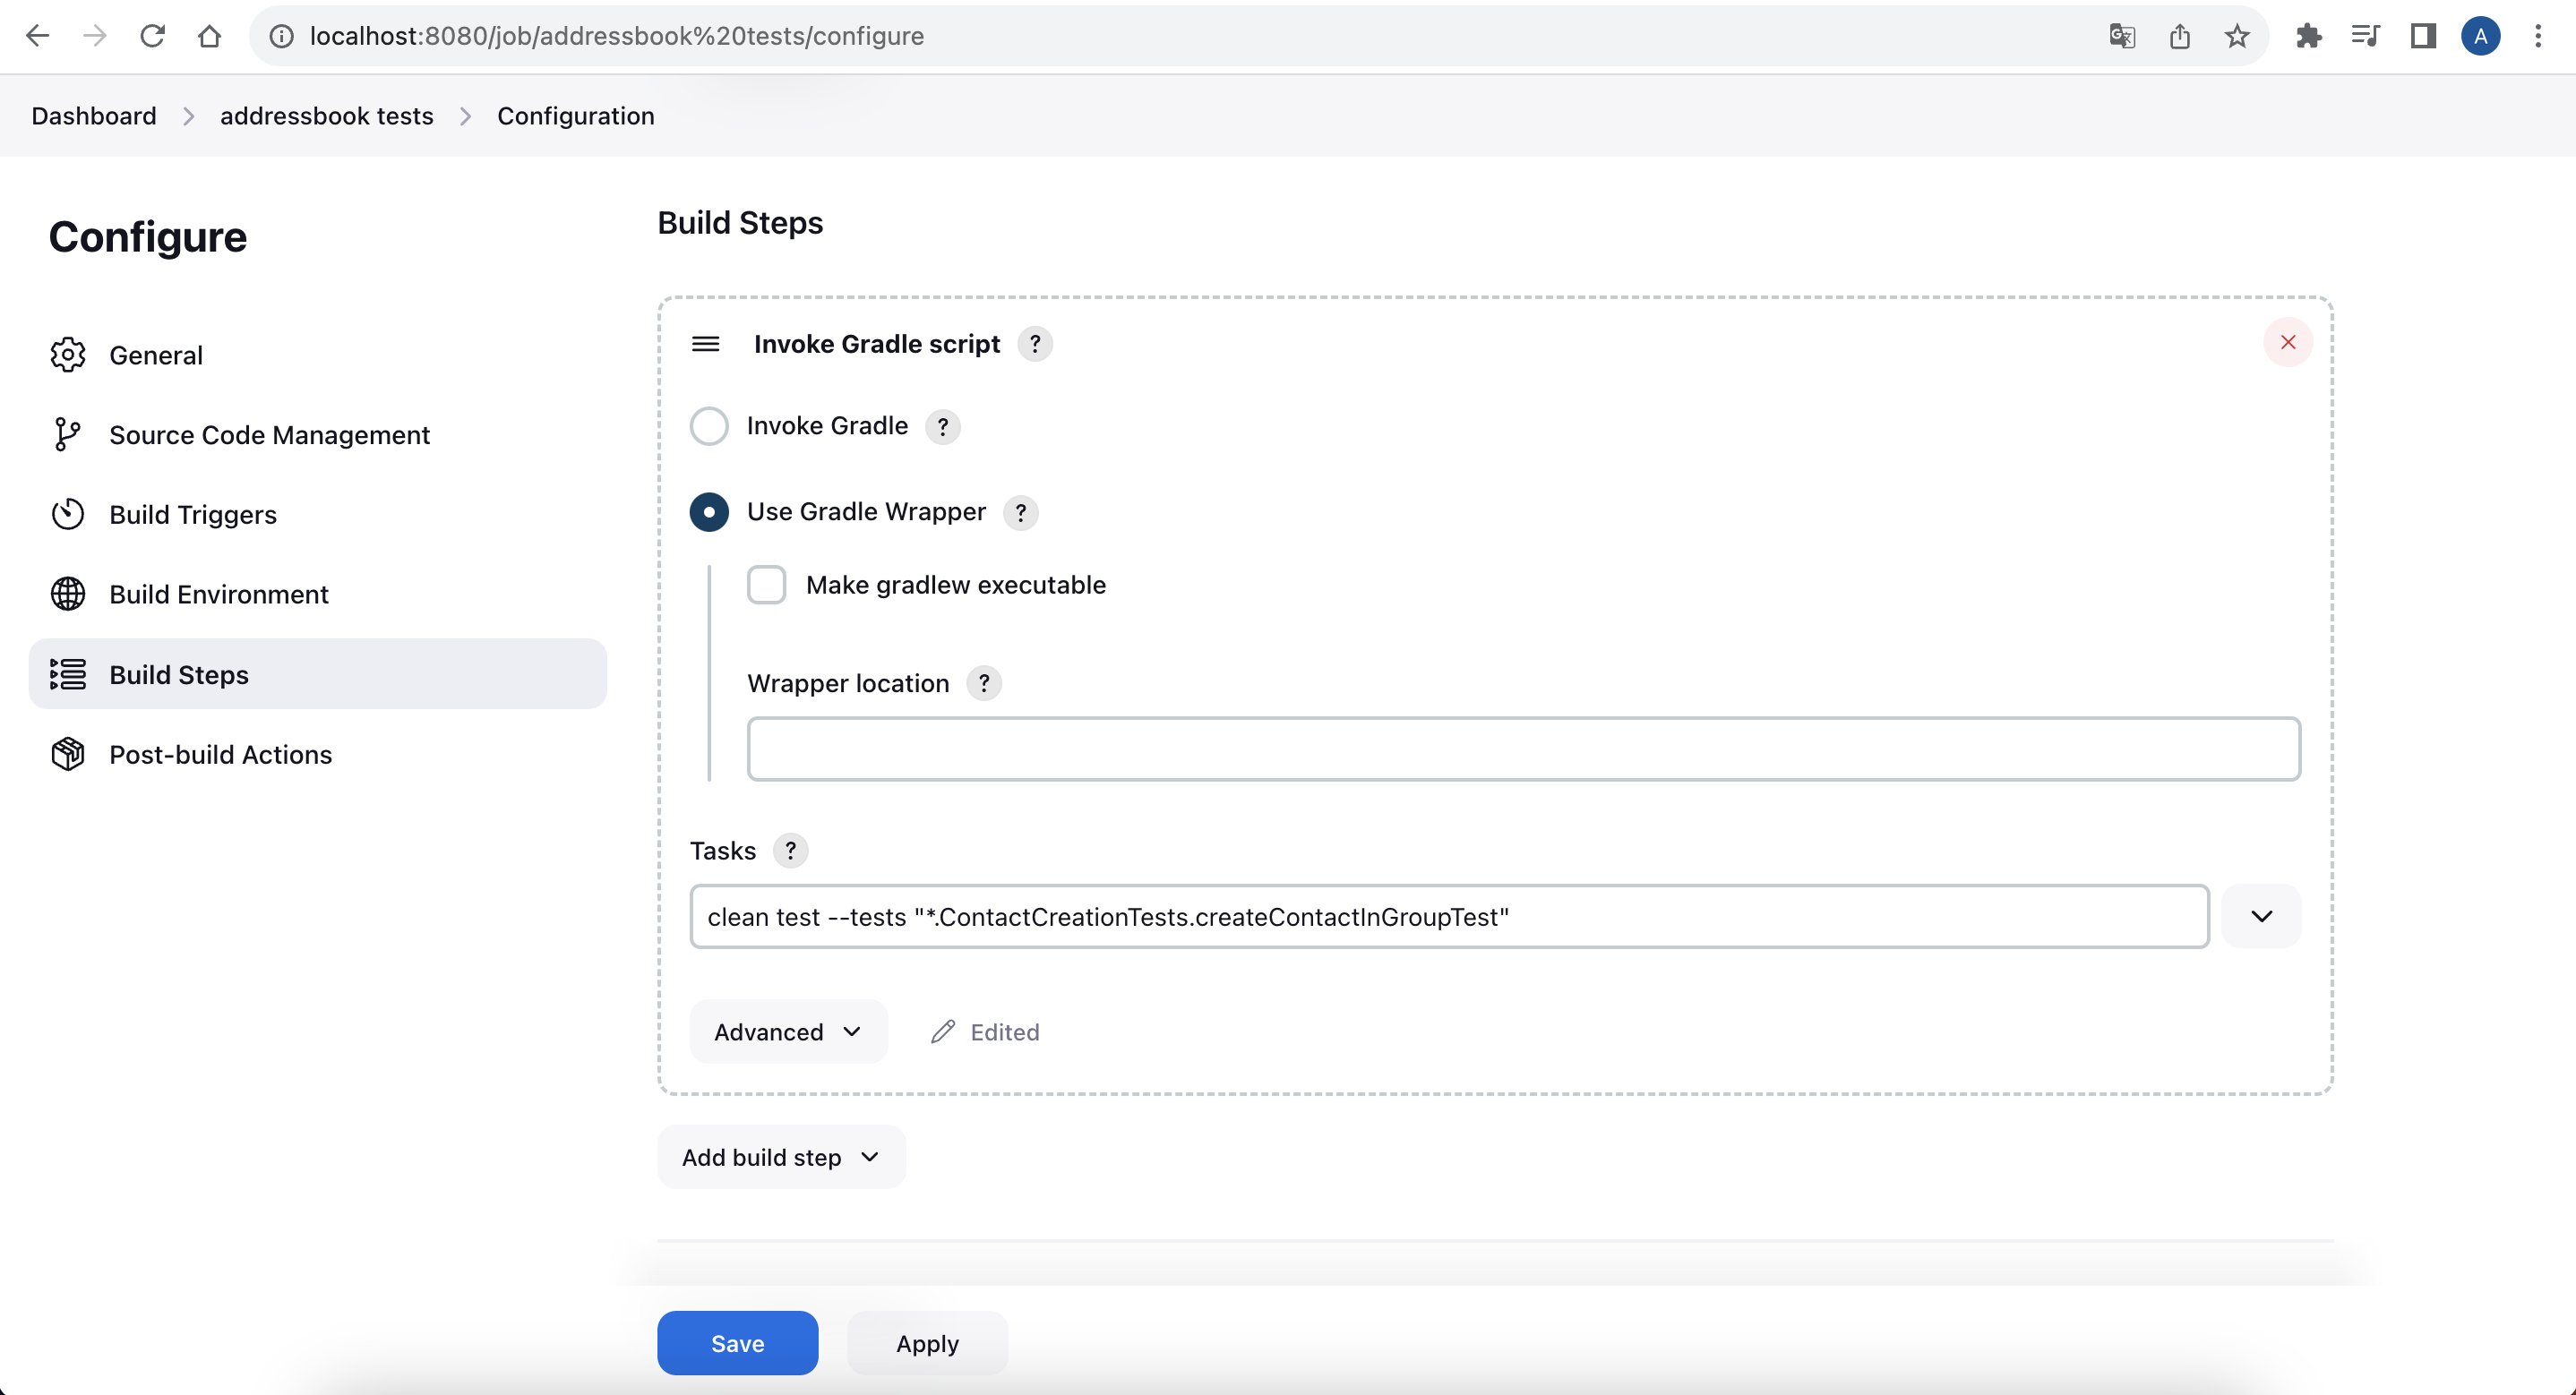 localhost:8080/job/addressbook%20tests/configure
A
Dashboard > addressbook tests > Configuration
Configure
General
Source Code Management
Build Triggers
Build Environment
Build Steps
Post-build Actions
Build Steps
Invoke Gradle script ?
Invoke Gradle ?
Use Gradle Wrapper ?
Make gradlew executable
Wrapper location ?
Tasks ?
clean test --tests "*.ContactCreationTests.createContactInGroupTest"
Advanced
Edited
Add build step
Save
Apply